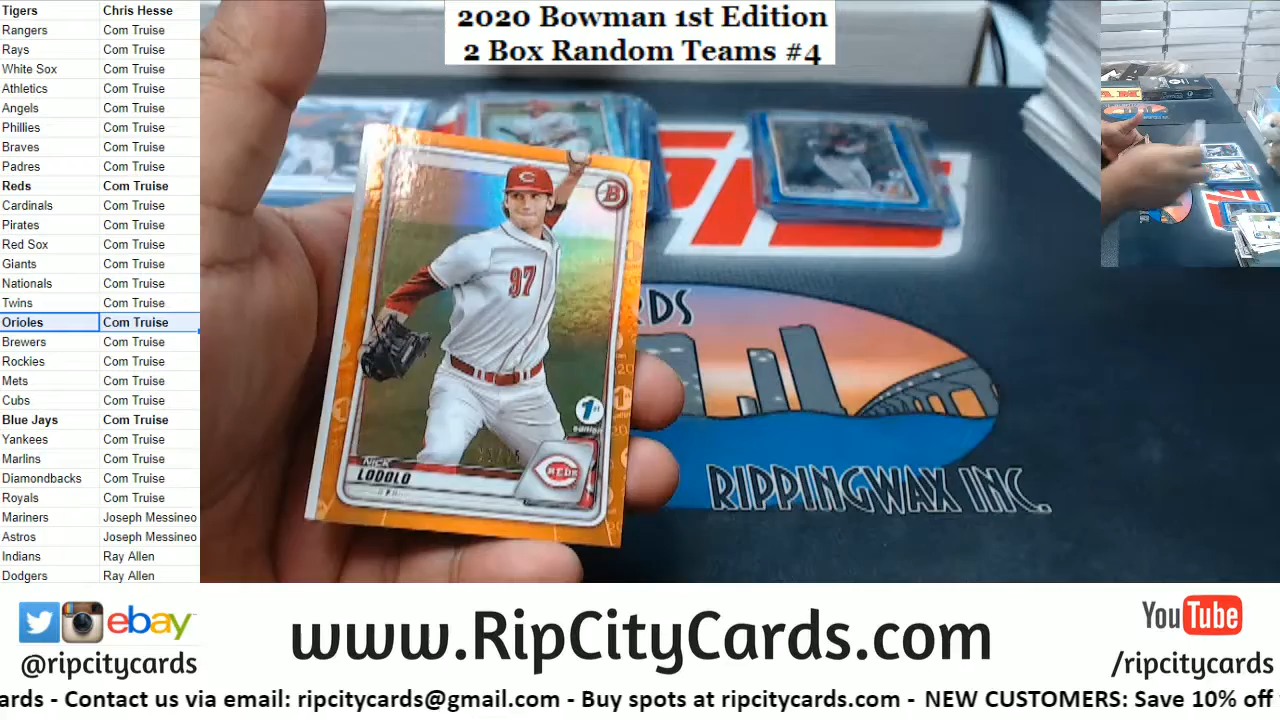 2020 Bowman 1st Edition
2 Box Random Teams #4
Tigers Chris Hesse
Rangers Com Truise
Rays Com Truise
White Sox Com Truise
Athletics Com Truise
Angels Com Truise
Phillies Com Truise
Braves Com Truise
Padres Com Truise
Reds Com Truise
Cardinals Com Truise
Pirates Com Truise
Red Sox Com Truise
Giants Com Truise
Nationals Com Truise
Twins Com Truise
Orioles Com Truise
Brewers Com Truise
Rockies Com Truise
Mets Com Truise
Cubs Com Truise
Blue Jays Com Truise
Yankees Com Truise
Marlins Com Truise
Diamondbacks Com Truise
Royals Com Truise
Mariners Joseph Messineo
Astros Joseph Messineo
Indians Ray Allen
Dodgers Ray Allen
B
C
97
1st
edition
NICK
LODOLO
P
REDS
RDS
RIPPINGWAX INC.
ebay
@ripcitycards
www.RipCityCards.com
YouTube
/ripcitycards
ards - Contact us via email: ripcitycards@gmail.com - Buy spots at ripcitycards.com - NEW CUSTOMERS: Save 10% off